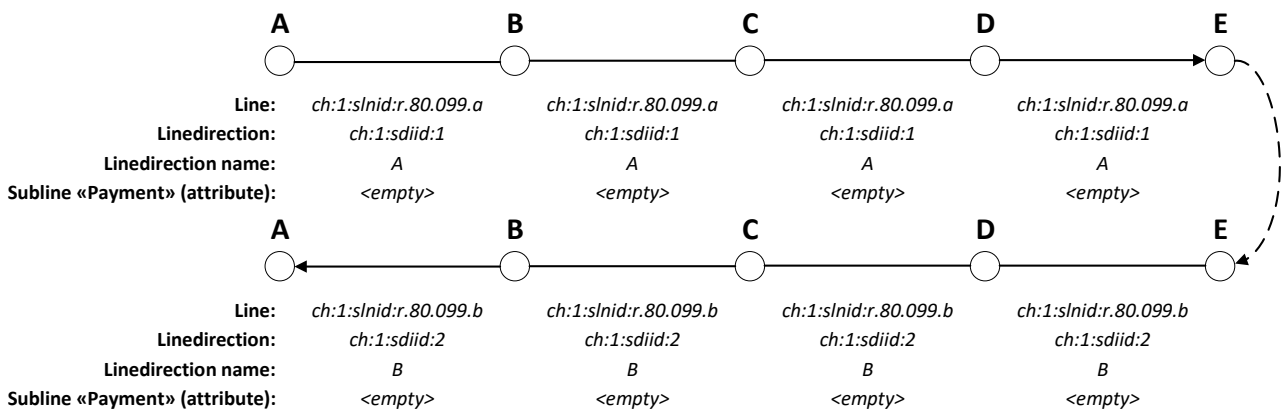 A B C D E
Line: ch:1:slnid:r.80.099.a ch:1:slnid:r.80.099.a ch:1:slnid:r.80.099.a ch:1:slnid:r.80.099.a
Linedirection: ch:1:sdiid:1 ch:1:sdiid:1 ch:1:sdiid:1 ch:1:sdiid:1
Linedirection name: A A A A
Subline «Payment» (attribute): <empty> <empty> <empty> <empty>
A B C D E
Line: ch:1:slnid:r.80.099.b ch:1:slnid:r.80.099.b ch:1:slnid:r.80.099.b ch:1:slnid:r.80.099.b
Linedirection: ch:1:sdiid:2 ch:1:sdiid:2 ch:1:sdiid:2 ch:1:sdiid:2
Linedirection name: B B B B
Subline «Payment» (attribute): <empty> <empty> <empty> <empty>